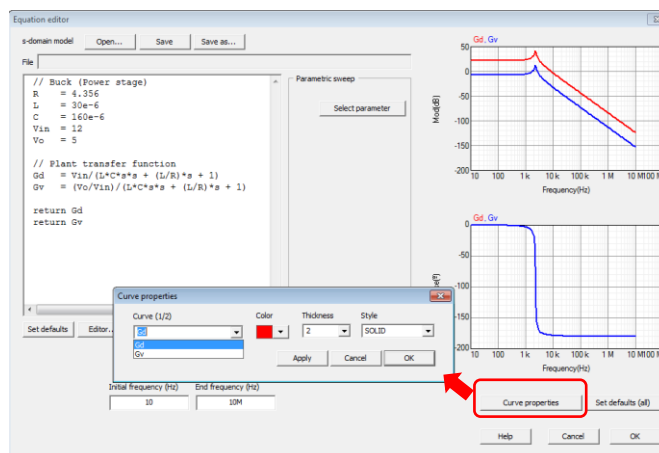 Equation editor
s-domain model
Open...
Save
Save as...
File
// Buck (Power stage)
R = 4.356
L = 30e-6
C = 160e-6
Vin = 12
Vo = 5
// Plant transfer function
Gd = Vin/(L*C*s*s + (L/R)*s + 1)
Gv = (Vo/Vin)/(L*C*s*s + (L/R)*s + 1)
return Gd
return Gv
Parametric sweep
Select parameter
Set defaults
Editor...
Initial frequency (Hz)
End frequency (Hz)
10
10M
Curve properties
Curve (1/2)
Color
Thickness
Style
Gd
2
SOLID
Gd
Gv
Apply
Cancel
OK
Gd, Gv
Mod(dB)
50
0
-50
-100
-150
-200
10 100 1 k 10 k 100 k 1 M 10 M100
Frequency(Hz)
Gd, Gv
0
-50
-100
-150
-200
10 100 1 k 10 k 100 k 1 M 10 M100
Frequency(Hz)
Curve properties
Set defaults (all)
Help
Cancel
OK